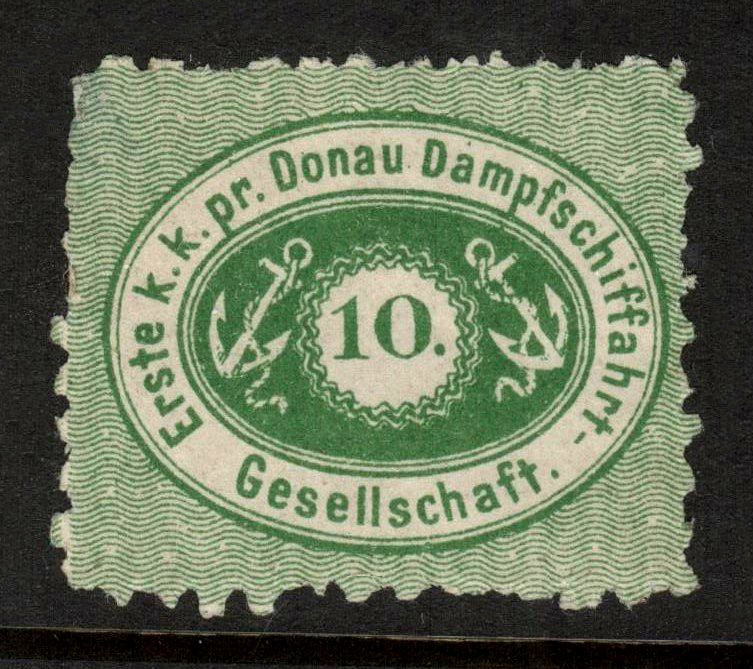 Erste k. k. pr. Donau Dampfschiffahrt-
Gesellschaft.
10.